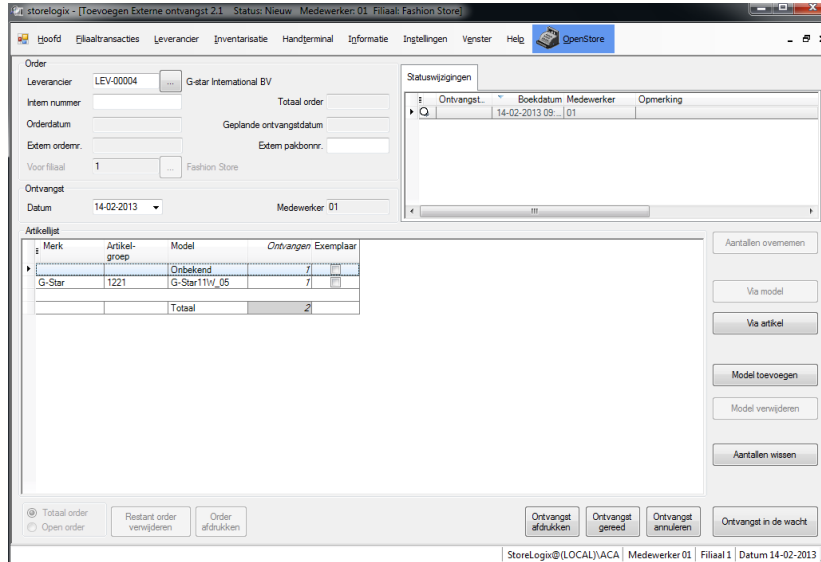 storelogix - [Toevoegen Externe ontvangst 2.1 Status: Nieuw Medewerker: 01 Filiaal: Fashion Store]
Hoofd Filiaaltransacties Leverancier Inventarisatie Handterminal Informatie Instellingen Venster Help OpenStore
Order
Leverancier LEV-00004 ... G-star International BV
Intern nummer Totaal order
Orderdatum Geplande ontvangstdatum
Extern ordernr. Extern pakbonnr.
Voor filiaal 1 ... Fashion Store
Ontvangst
Datum 14-02-2013 Medewerker 01
Statuswijzigingen
Ontvangst... Boekdatum Medewerker Opmerking
14-02-2013 09:... 01
Artikellijst
Merk Artikel-groep Model Ontvangen Exemplaar
Onbekend 1
G-Star 1221 G-Star11W_05 1
Totaal 2
Aantallen overnemen
Via model
Via artikel
Model toevoegen
Model verwijderen
Aantallen wissen
Totaal order
Open order
Restant order verwijderen
Order afdrukken
Ontvangst afdrukken
Ontvangst gereed
Ontvangst annuleren
Ontvangst in de wacht
StoreLogix@(LOCAL)\ACA Medewerker 01 Filiaal 1 Datum 14-02-2013